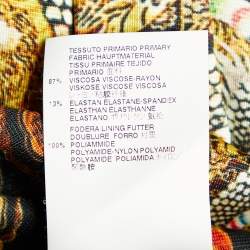 TESSUTO PRIMARIO PRIMARY
FABRIC HAUPTMATERIAL
TISSU PRIMAIRE TEJIDO
PRIMARIO
87% VISCOSA VISCOSE-RAYON
VISKOSE VISCOSE VISCOSA
13% ELASTAN ELASTANE-SPANDEX
ELASTHAN ELASTHANNE
ELASTANO
FODERA LINING FUTTER
DOUBLURE FORRO
100% POLIAMMIDE
POLYAMIDE-NYLON POLYAMID
POLYAMIDE POLIAMIDA